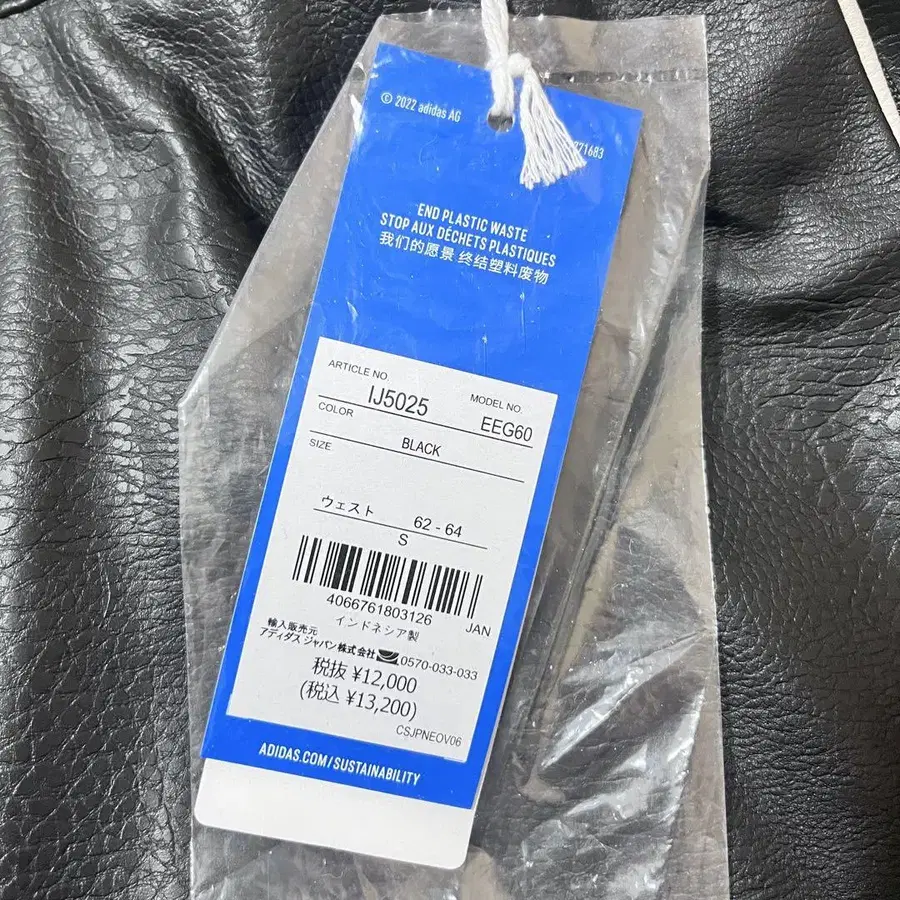 © 2022 adidas AG
271683
END PLASTIC WASTE
STOP AUX DÉCHETS PLASTIQUES
我们的愿景 终结塑料废物
ARTICLE NO.
IJ5025
MODEL NO.
EEG60
COLOR
BLACK
SIZE
ウェスト 62 - 64
S
4066761803126 JAN
インドネシア製
輸入販売元
アディダス ジャパン株式会社 0570-033-033
税抜 ¥12,000
(税込 ¥13,200)
CSJPNEOV06
ADIDAS.COM/SUSTAINABILITY